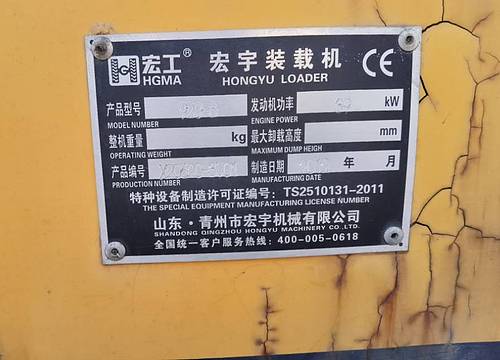 宏工® 宏宇装载机 CE
HGMA HONGYU LOADER
产品型号 发动机功率 kW
MODEL NUMBER ENGINE POWER
整机重量 kg 最大卸载高度 mm
OPERATING WEIGHT MAXIMUM DUMP HEIGH
产品编号 制造日期 年 月
PRODUCTION NUMBER MANUFACTURING DATE
特种设备制造许可证编号: TS2510131-2011
THE SPECIAL EQUIPMENT MANUFACTURING LICENSE NUMBER
山东·青州市宏宇机械有限公司
SHANDONG QINGZHOU HONGYU MACHINERY CO.,LTD.
全国统一客户服务热线: 400-005-0618